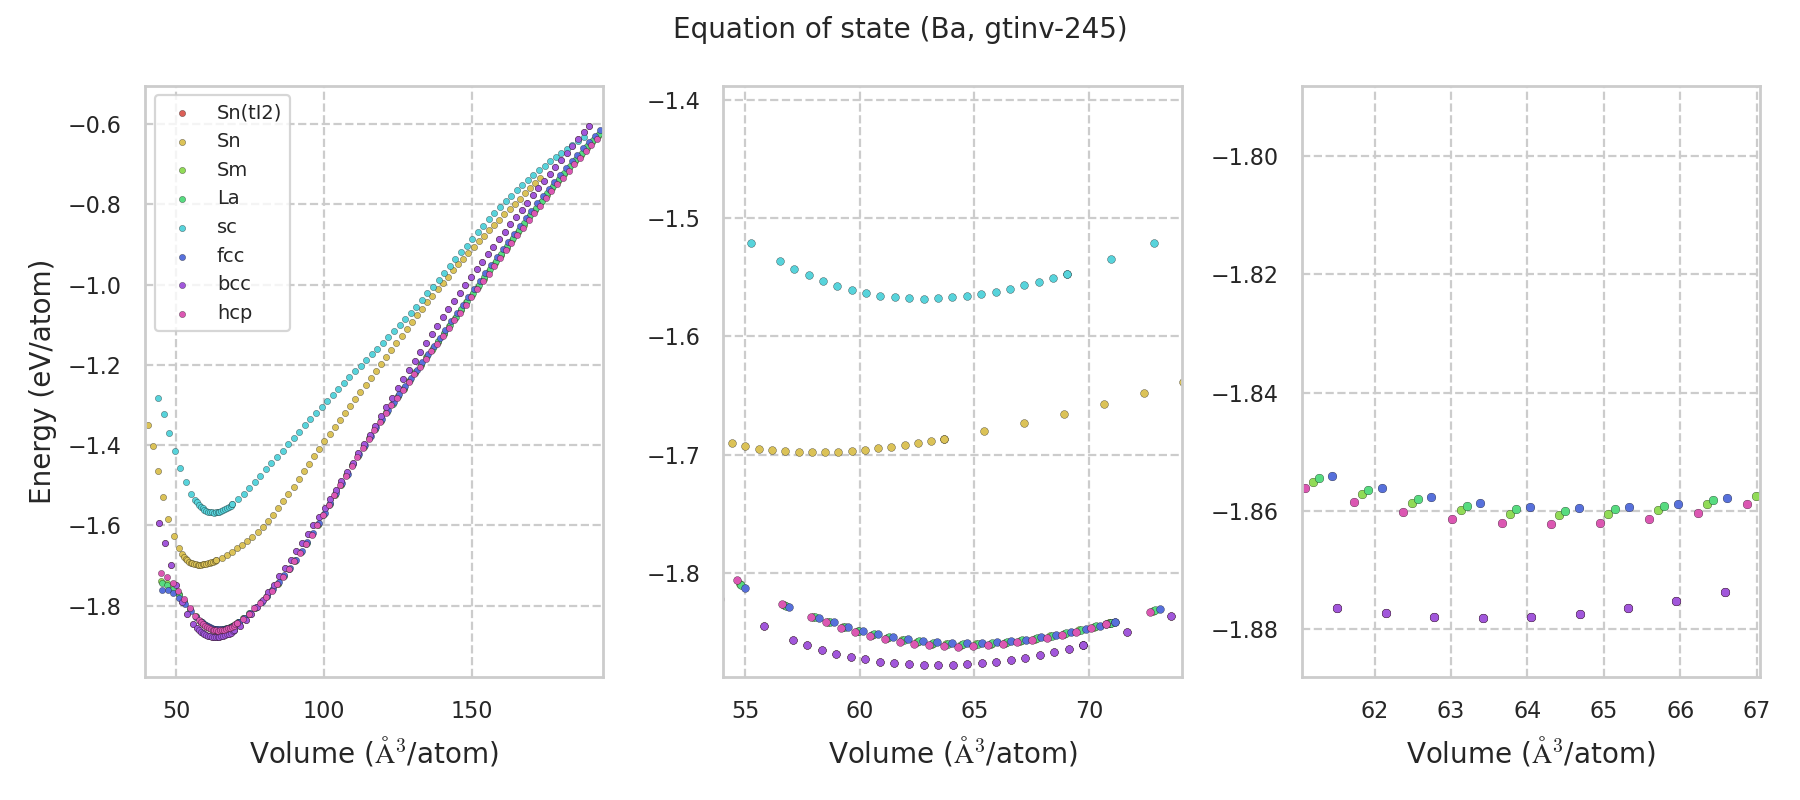 Equation of state (Ba, gtinv-245)
Energy (eV/atom)
−0.6
−0.8
−1.0
−1.2
−1.4
−1.6
−1.8
Sn(tI2)
Sn
Sm
La
sc
fcc
bcc
hcp
50 100 150
Volume (Å³/atom)
−1.4
−1.5
−1.6
−1.7
−1.8
55 60 65 70
Volume (Å³/atom)
−1.80
−1.82
−1.84
−1.86
−1.88
62 63 64 65 66 67
Volume (Å³/atom)